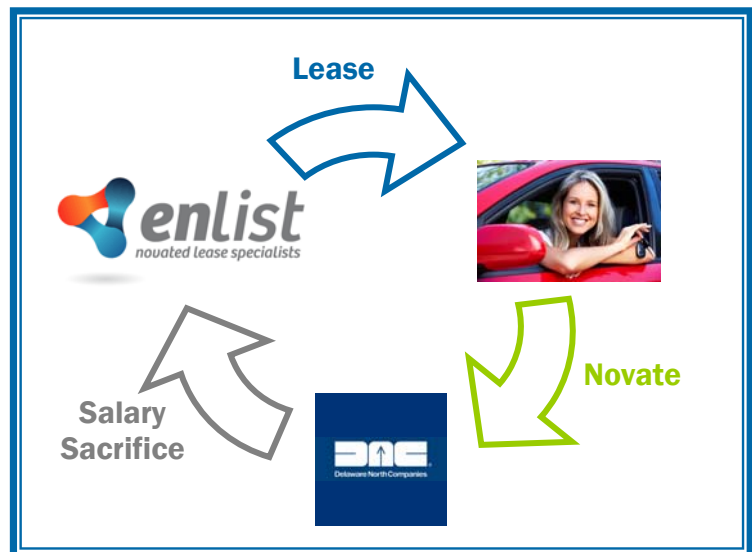 Lease
enlist
novated lease specialists
Novate
Salary
Sacrifice
Delaware North Companies